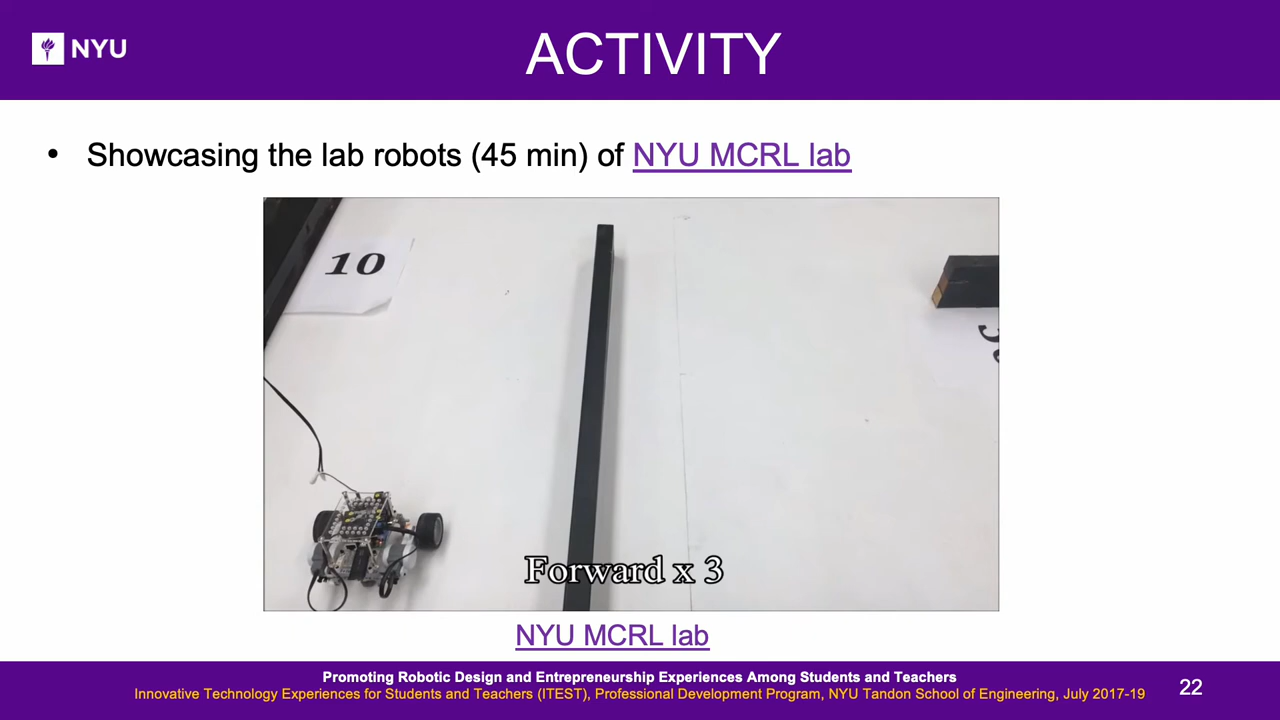 NYU
ACTIVITY
• Showcasing the lab robots (45 min) of NYU MCRL lab
10
Forward x 3
NYU MCRL lab
Promoting Robotic Design and Entrepreneurship Experiences Among Students and Teachers
Innovative Technology Experiences for Students and Teachers (ITEST), Professional Development Program, NYU Tandon School of Engineering, July 2017-19
22